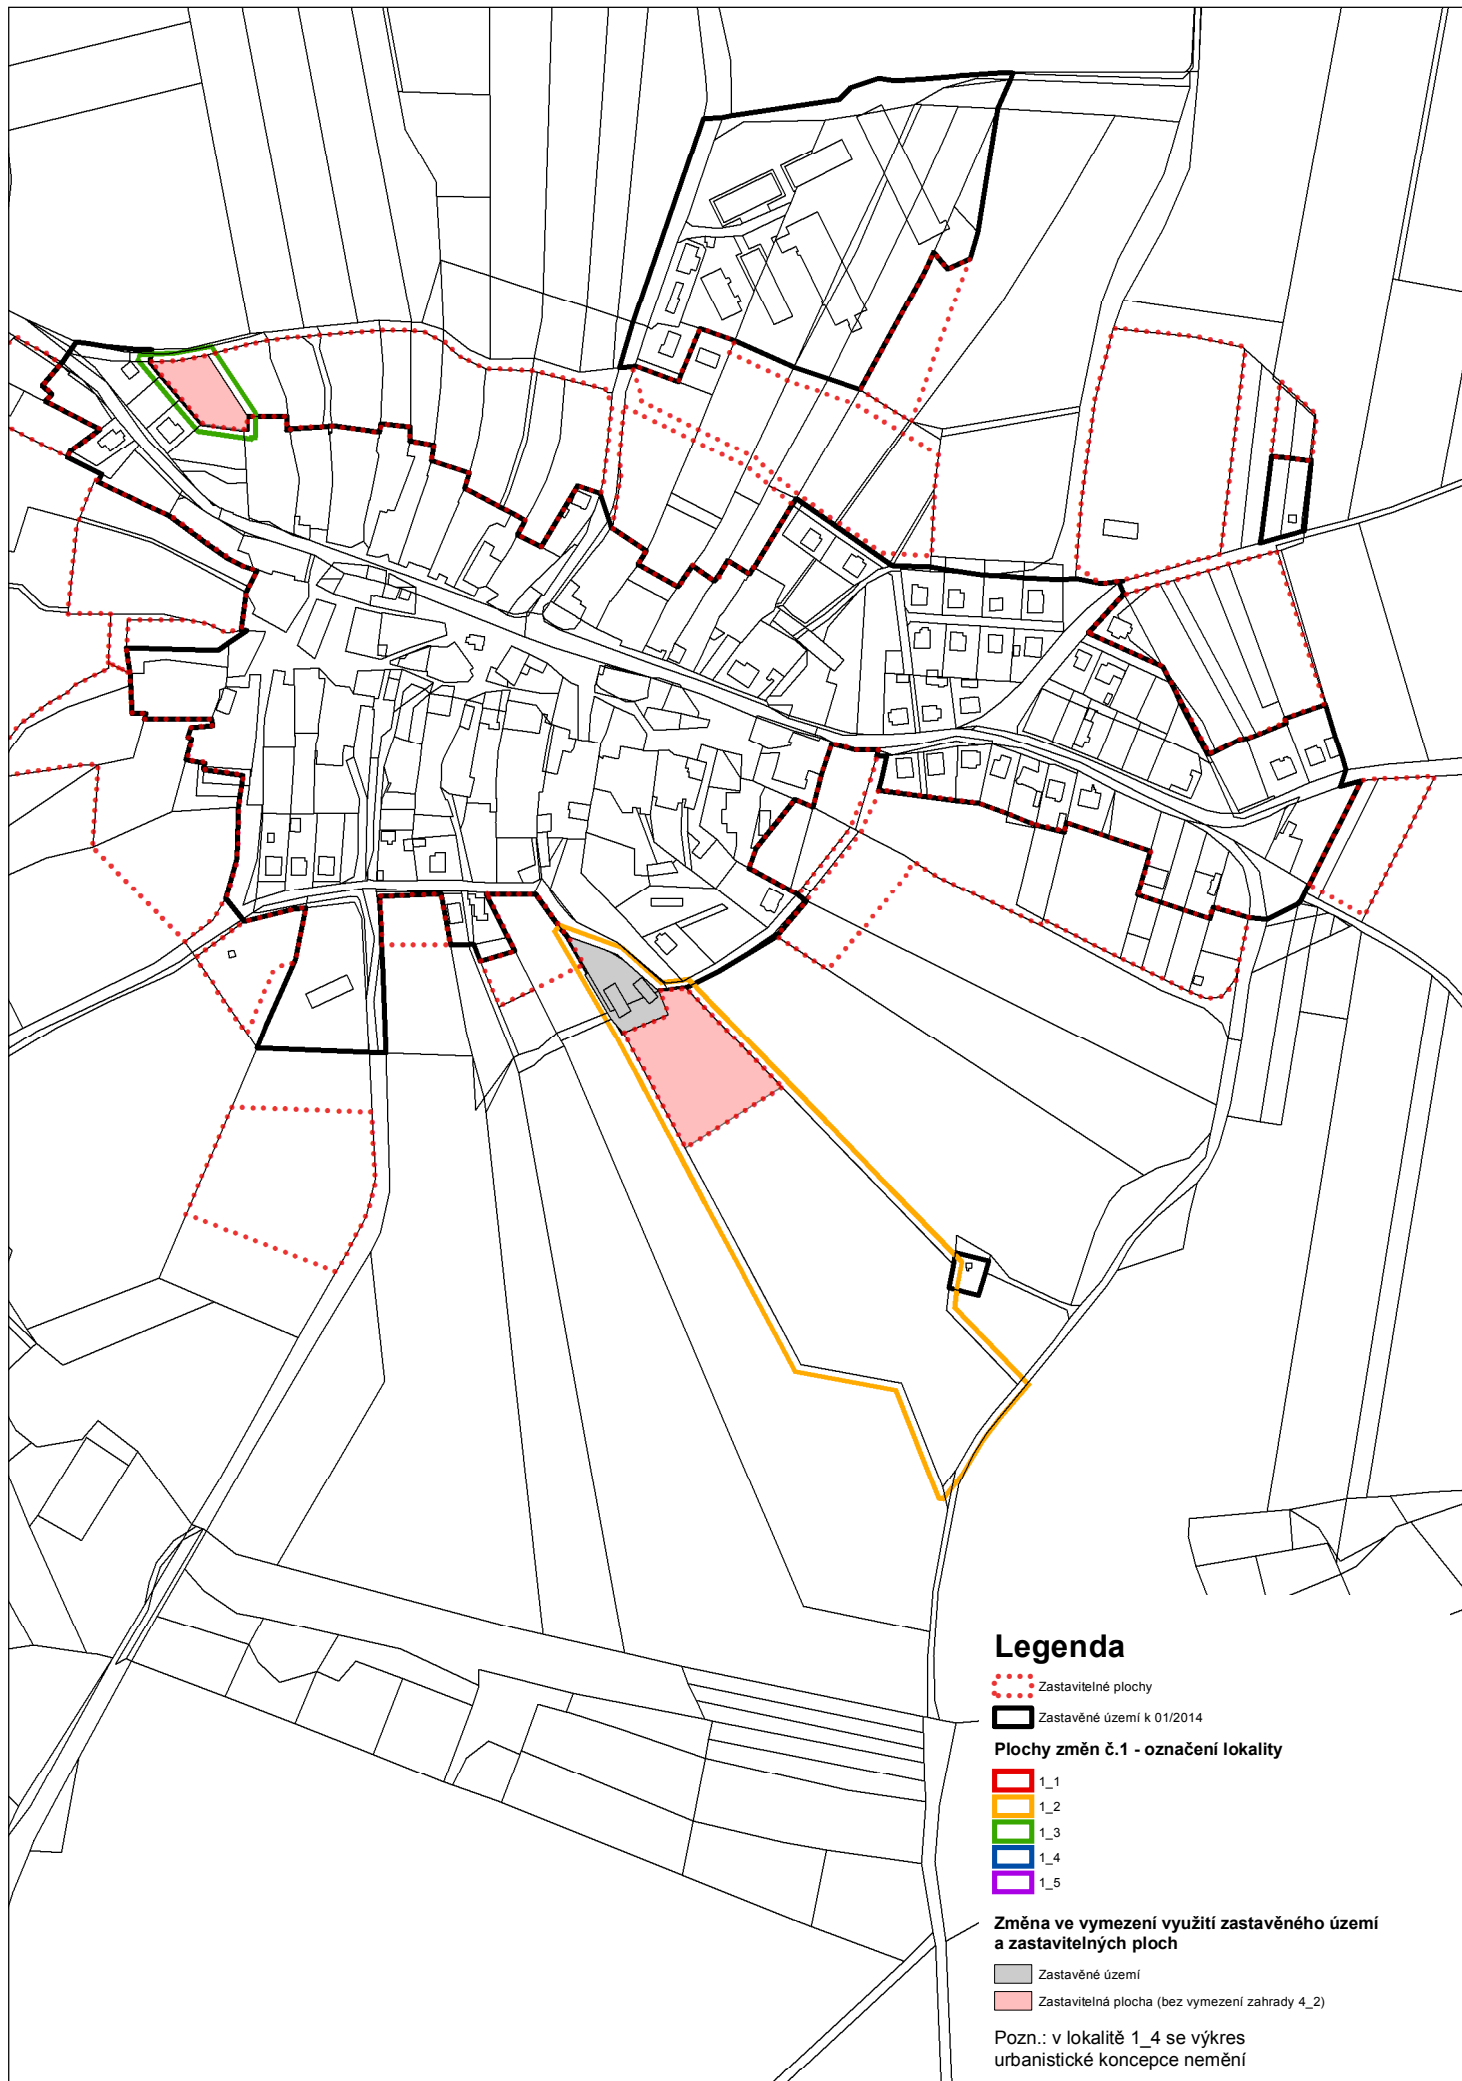 Legenda
Zastavitelné plochy
Zastavěné území k 01/2014
Plochy změn č.1 - označení lokality
1_1
1_2
1_3
1_4
1_5
Změna ve vymezení využití zastavěného území
a zastavitelných ploch
Zastavěné území
Zastavitelná plocha (bez vymezení zahrady 4_2)
Pozn.: v lokalitě 1_4 se výkres
urbanistické koncepce nemění